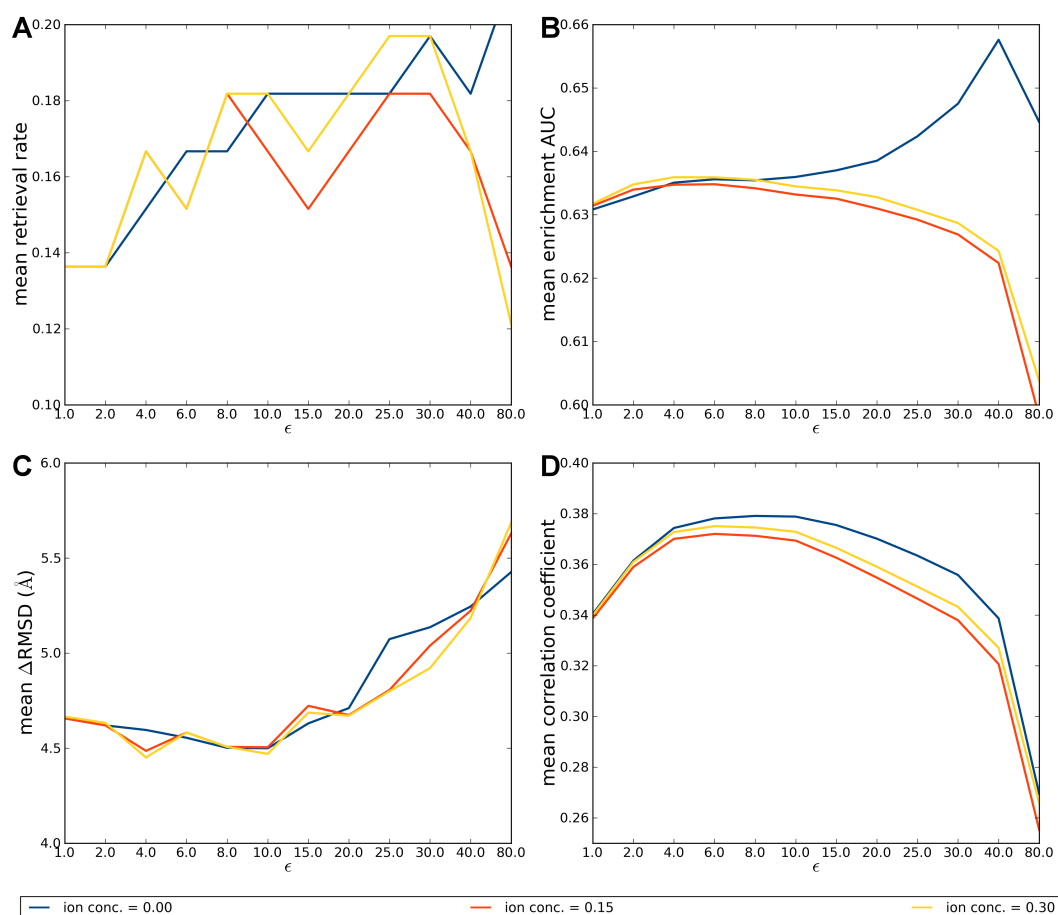 A
0.20
0.18
0.16
0.14
0.12
0.10
mean retrieval rate
1.0 2.0 4.0 6.0 8.0 10.0 15.0 20.0 25.0 30.0 40.0 80.0
ϵ
B
0.66
0.65
0.64
0.63
0.62
0.61
0.60
mean enrichment AUC
1.0 2.0 4.0 6.0 8.0 10.0 15.0 20.0 25.0 30.0 40.0 80.0
ϵ
C
6.0
5.5
5.0
4.5
4.0
mean ΔRMSD (Å)
1.0 2.0 4.0 6.0 8.0 10.0 15.0 20.0 25.0 30.0 40.0 80.0
ϵ
D
0.40
0.38
0.36
0.34
0.32
0.30
0.28
0.26
mean correlation coefficient
1.0 2.0 4.0 6.0 8.0 10.0 15.0 20.0 25.0 30.0 40.0 80.0
ϵ
ion conc. = 0.00 ion conc. = 0.15 ion conc. = 0.30